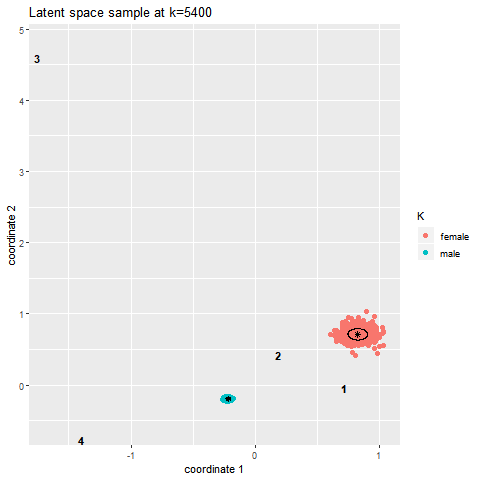 Latent space sample at k=5400
5
3
4
3
2
1
2
1
0
4
-1
0
1
coordinate 1
coordinate 2
K
female
male